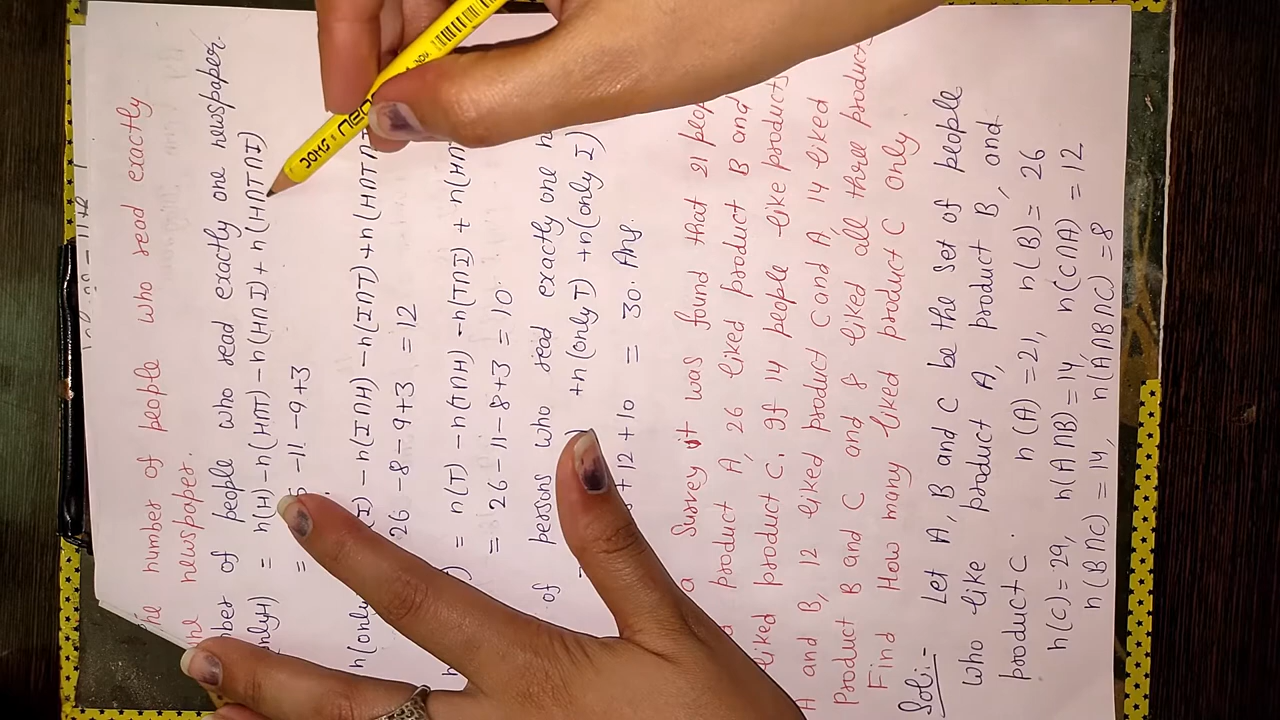 number of people who read exactly
newspaper.
of people who read exactly one newspaper.
= n(H) - n(H∩T) - n(H∩I) + n(H∩T∩I)
= -11 - 9 + 3
- n(I∩H) - n(I∩T) + n(H∩T∩
26 - 8 - 9 + 3 = 12
= n(T) - n(T∩H) - n(T∩I) + n(H∩
= 26 - 11 - 8 + 3 = 10.
of persons who read exactly one
+ n(only T) + n(only I)
+ 12 + 10 = 30. Ans.
a Survey it was found that 21
product A, 26 liked product B and
liked product C. If 14 people like products
A and B, 12 liked product C and A, 14 liked
product B and C and 8 liked all three products.
Find How many liked product C only.
Sol:- Let A, B and C be the set of people
who like product A, product B, and
product C. n(A) = 21, n(B) = 26
n(C) = 29, n(A∩B) = 14 n(C∩A) = 12
n(B∩C) = 14, n(A∩B∩C) = 8
JOHS